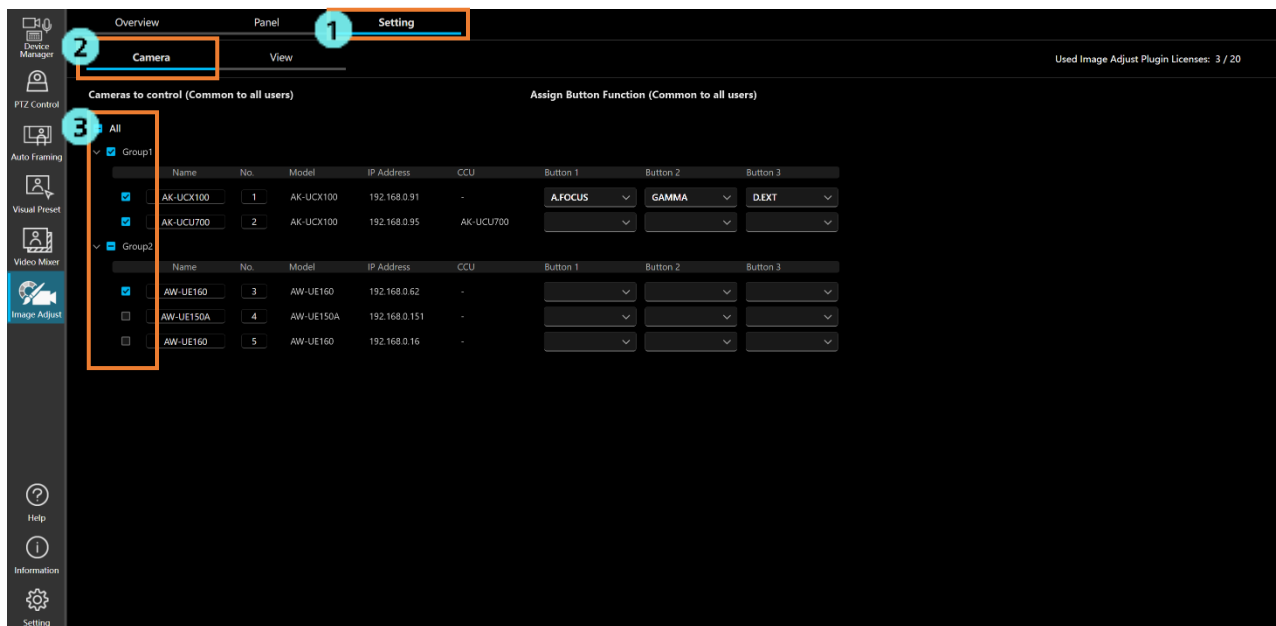 Overview Panel 1 Setting
Device Manager
2 Camera View Used Image Adjust Plugin Licenses: 3 / 20
PTZ Control
Cameras to control (Common to all users) Assign Button Function (Common to all users)
3 All
Auto Framing
Group1
Name No. Model IP Address CCU Button 1 Button 2 Button 3
AK-UCX100 1 AK-UCX100 192.168.0.91 - A.FOCUS GAMMA D.EXT
Visual Preset
AK-UCU700 2 AK-UCX100 192.168.0.95 AK-UCU700
Group2
Video Mixer
Name No. Model IP Address CCU Button 1 Button 2 Button 3
AW-UE160 3 AW-UE160 192.168.0.62 -
Image Adjust
AW-UE150A 4 AW-UE150A 192.168.0.151 -
AW-UE160 5 AW-UE160 192.168.0.16 -
Help
Information
Setting